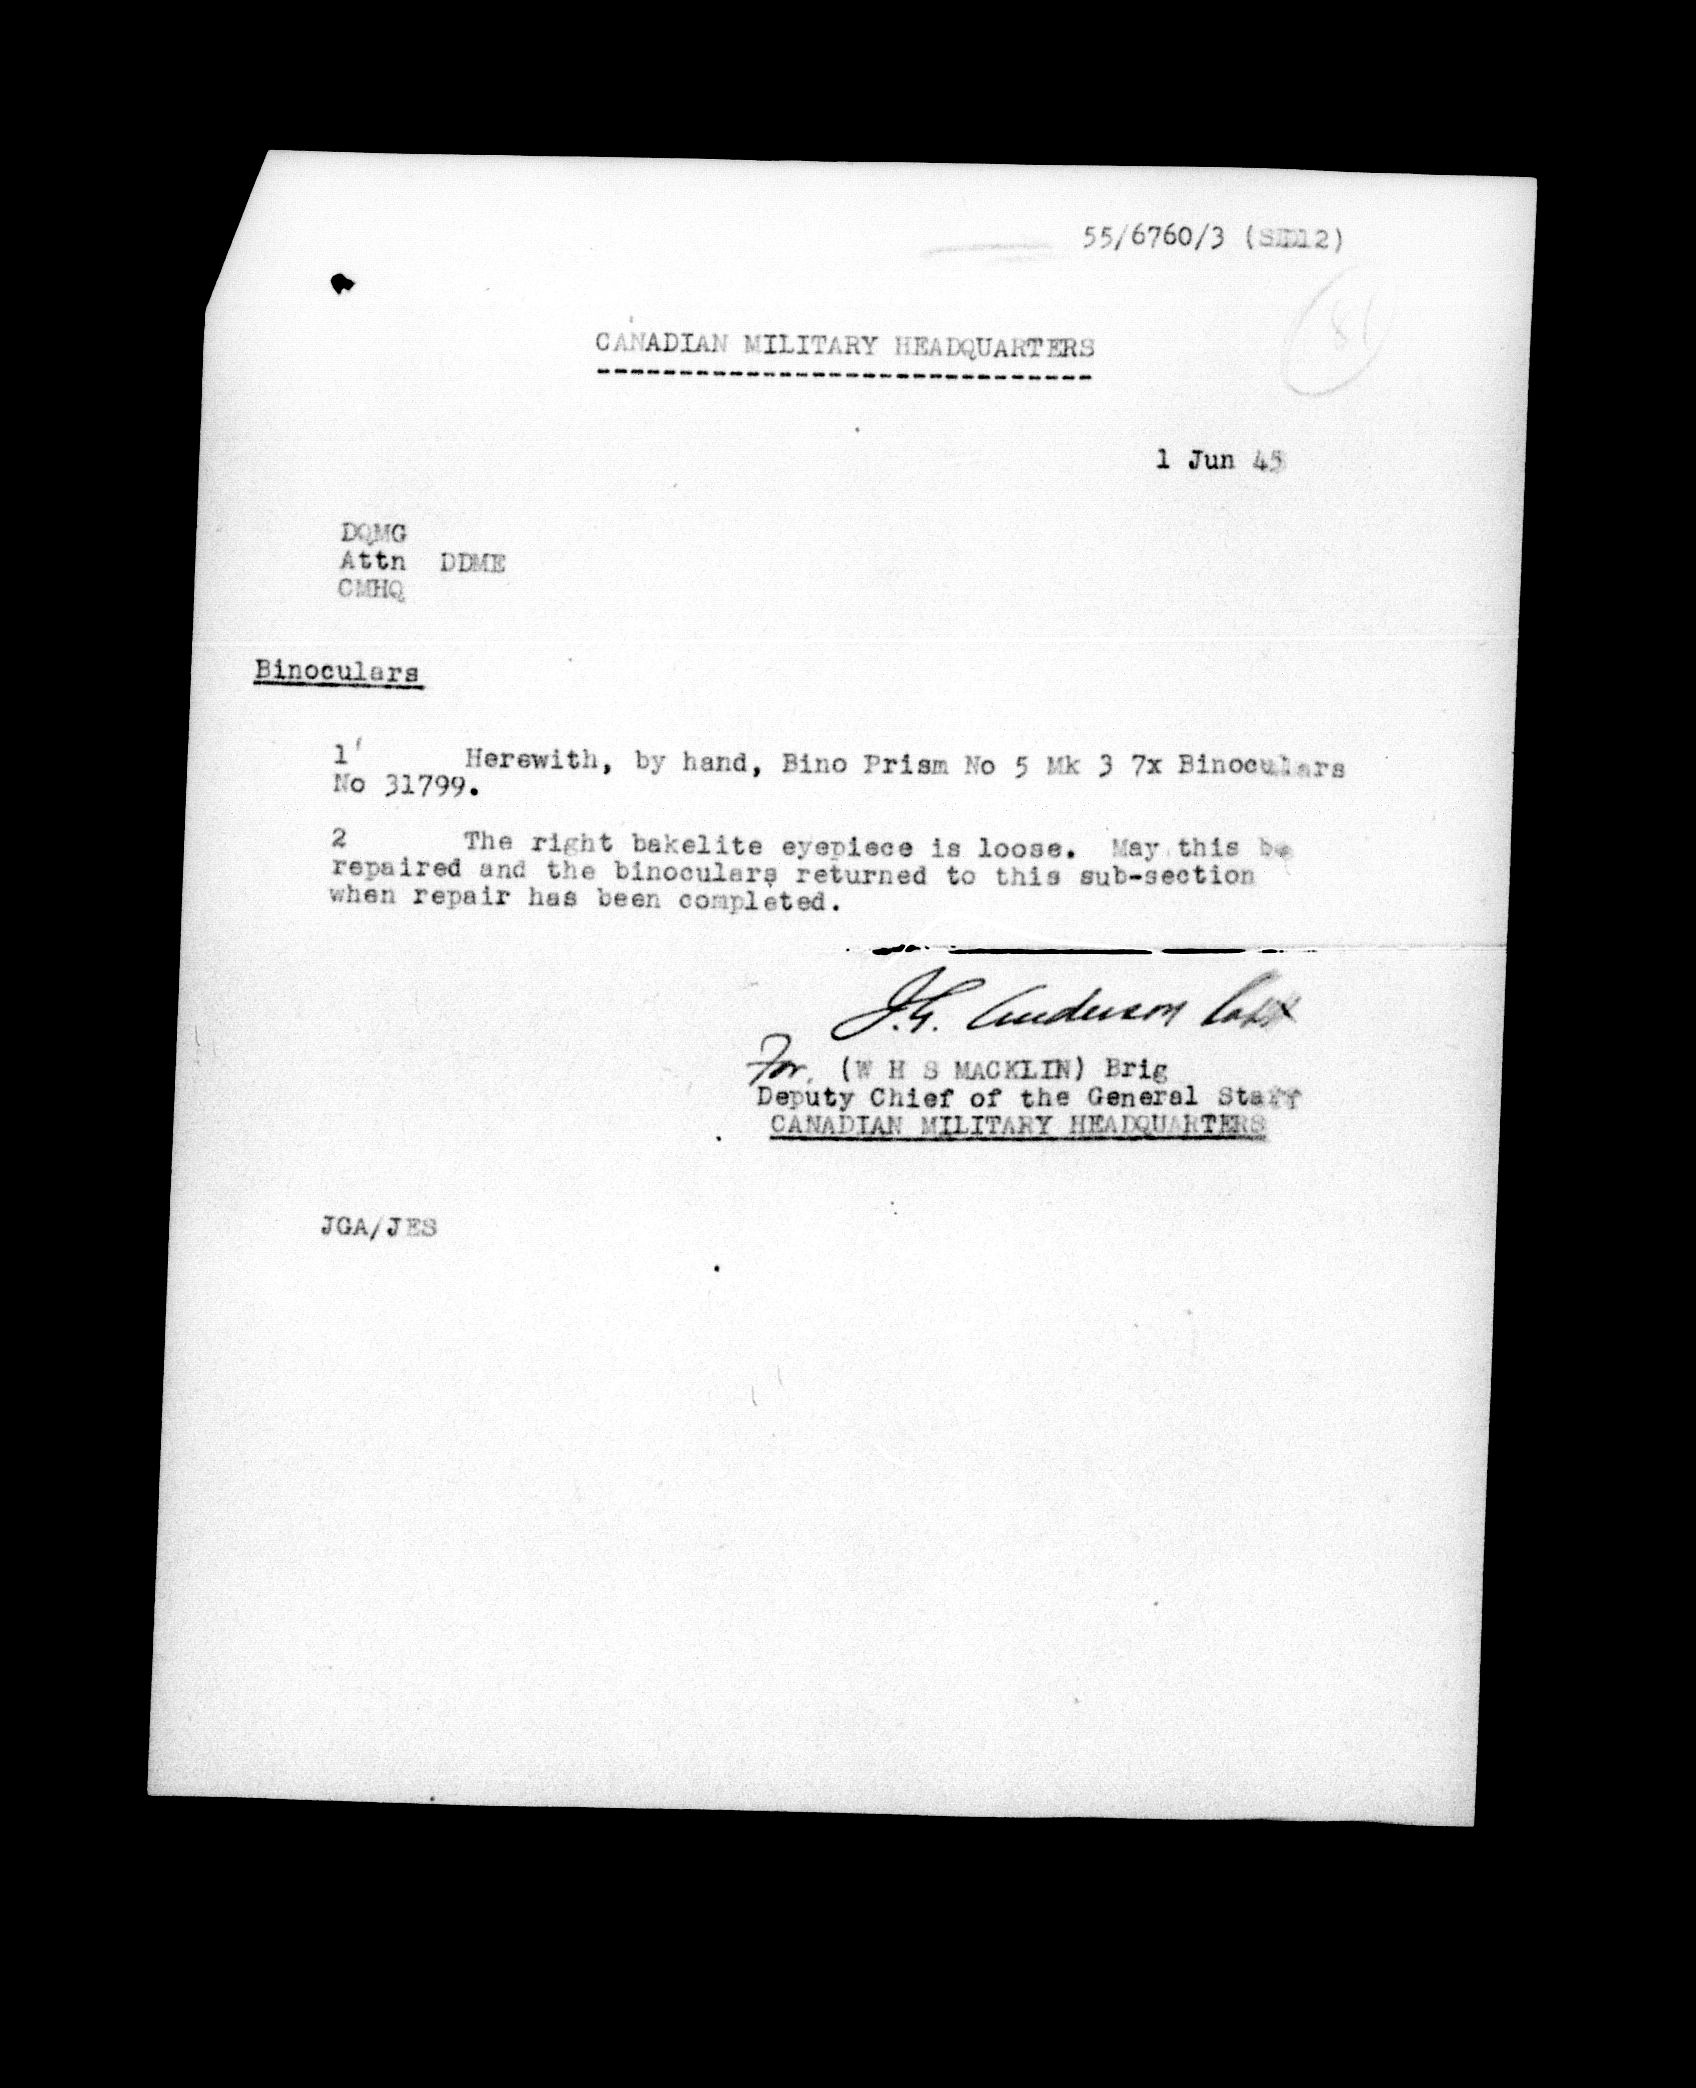 55/6760/3 (SD12)
81
CANADIAN MILITARY HEADQUARTERS
------------------------------
1 Jun 45
DQMG
Attn DDME
CMHQ
Binoculars
1 Herewith, by hand, Bino Prism No 5 Mk 3 7x Binoculars
No 31799.
2 The right bakelite eyepiece is loose. May this be
repaired and the binoculars returned to this sub-section
when repair has been completed.
J.G. Anderson Capt
For. (W H S MACKLIN) Brig
Deputy Chief of the General Staff
CANADIAN MILITARY HEADQUARTERS
JGA/JES